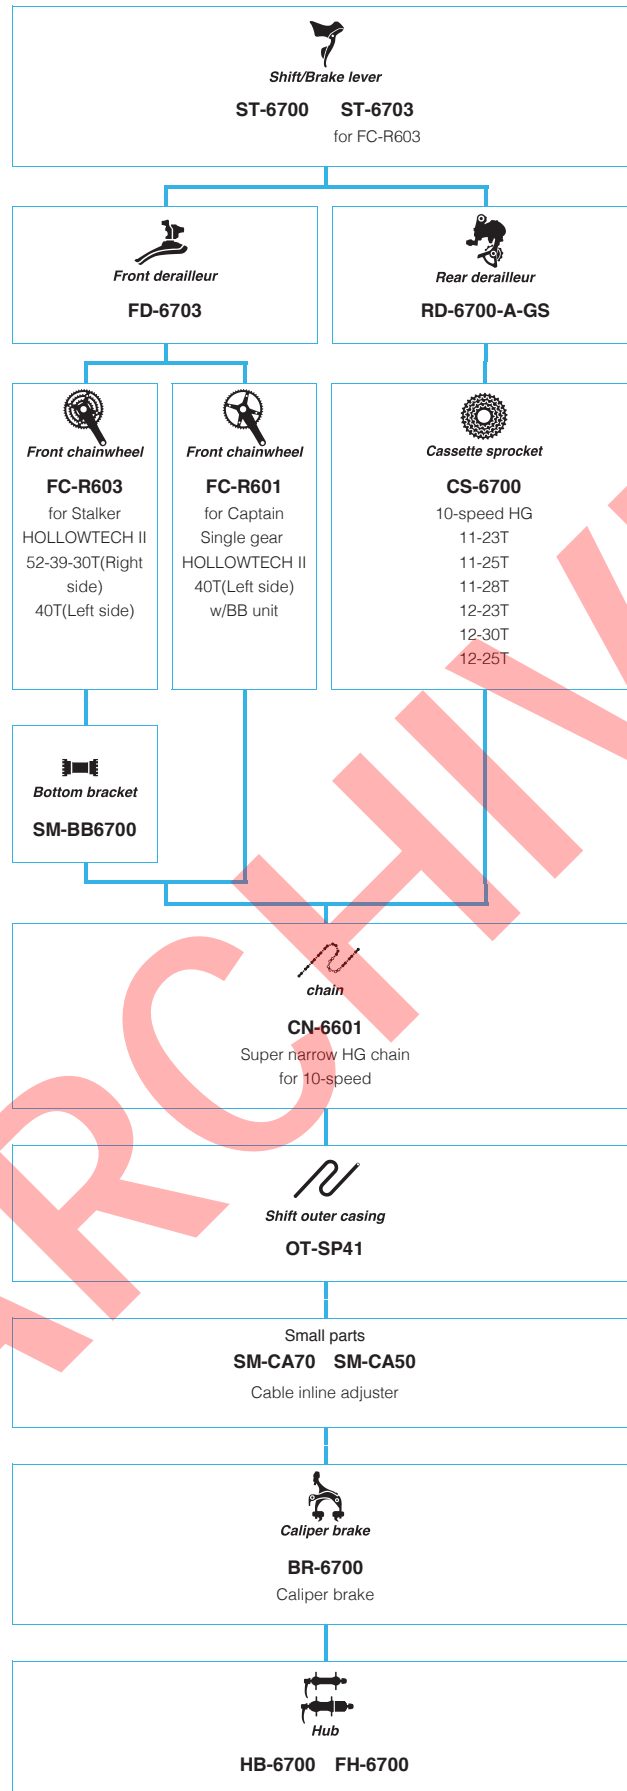 Shift/Brake lever
ST-6700 ST-6703
for FC-R603
Front derailleur
FD-6703
Rear derailleur
RD-6700-A-GS
Front chainwheel
FC-R603
for Stalker
HOLLOWTECH II
52-39-30T(Right
side)
40T(Left side)
Front chainwheel
FC-R601
for Captain
Single gear
HOLLOWTECH II
40T(Left side)
w/BB unit
Cassette sprocket
CS-6700
10-speed HG
11-23T
11-25T
11-28T
12-23T
12-30T
12-25T
Bottom bracket
SM-BB6700
chain
CN-6601
Super narrow HG chain
for 10-speed
Shift outer casing
OT-SP41
Small parts
SM-CA70 SM-CA50
Cable inline adjuster
Caliper brake
BR-6700
Caliper brake
Hub
HB-6700 FH-6700
ARCHIV